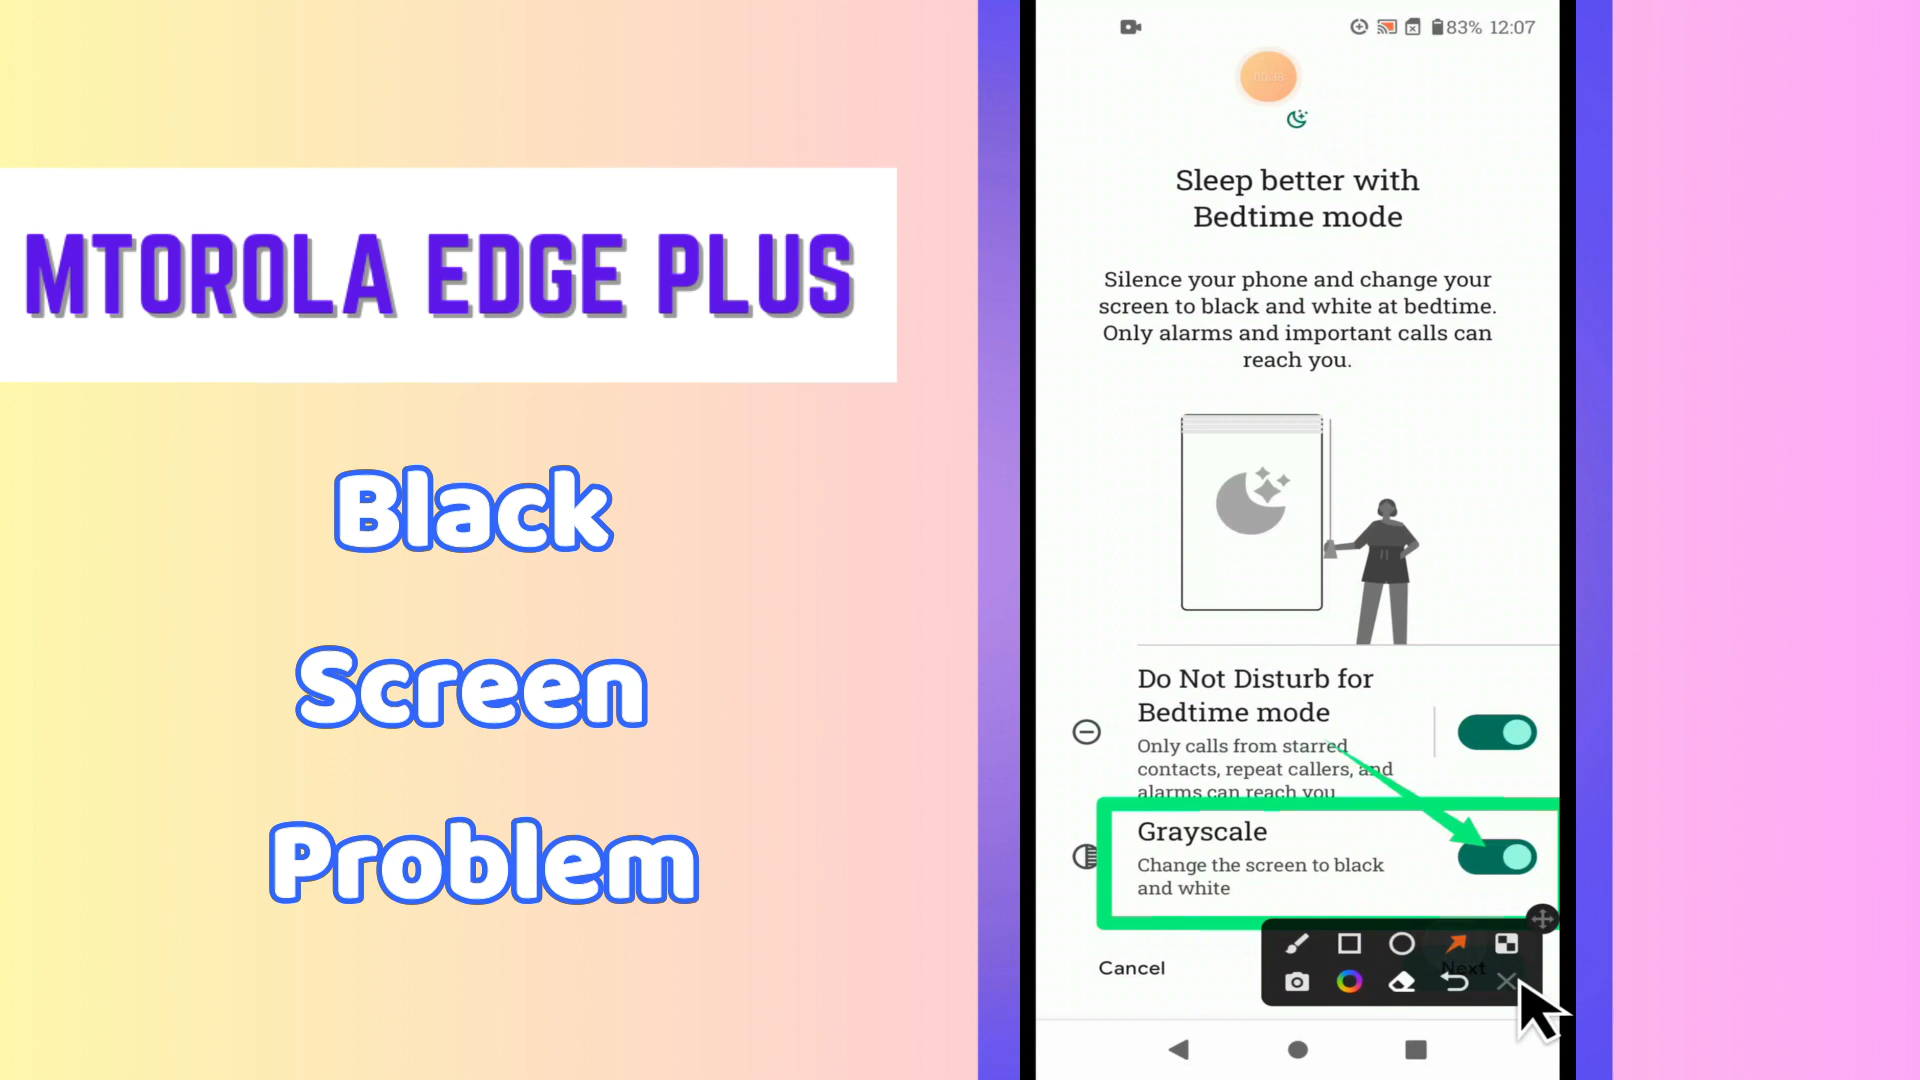 MTOROLA EDGE PLUS
Black
Screen
Problem
83% 12:07
00:38
Sleep better with
Bedtime mode
Silence your phone and change your
screen to black and white at bedtime.
Only alarms and important calls can
reach you.
Do Not Disturb for
Bedtime mode
Only calls from starred
contacts, repeat callers, and
alarms can reach you
Grayscale
Change the screen to black
and white
Cancel
Next